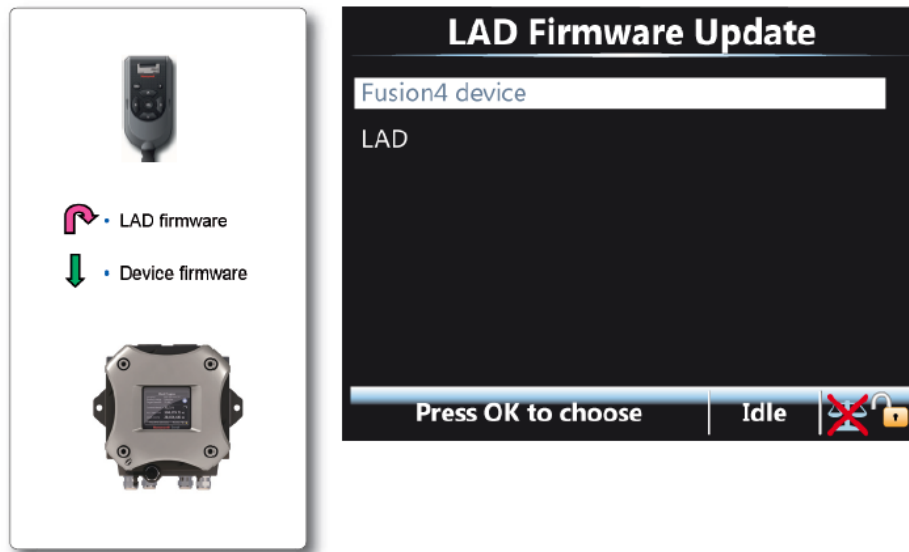 • LAD firmware
• Device firmware
LAD Firmware Update
Fusion4 device
LAD
Press OK to choose
Idle